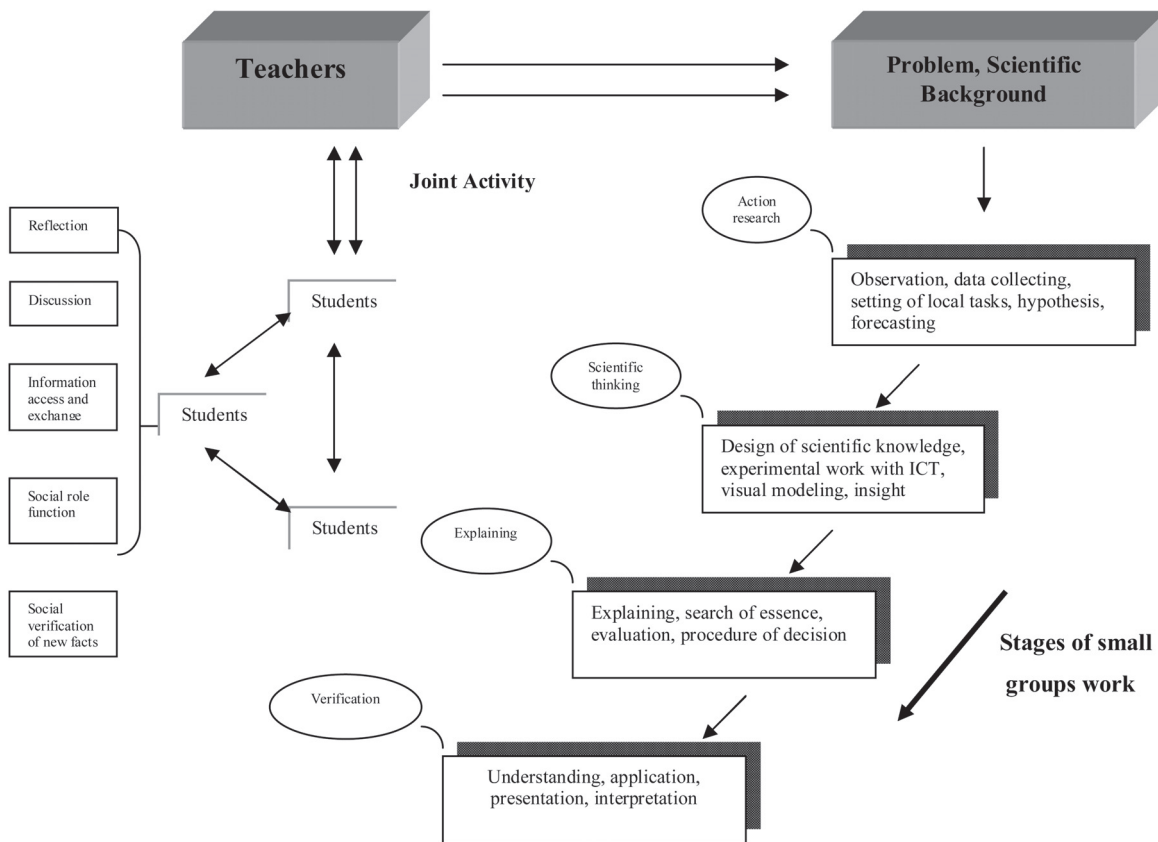 Teachers
Problem, Scientific
Background
Joint Activity
Reflection
Discussion
Information
access and
exchange
Social role
function
Social
verification
of new facts
Students
Students
Students
Action
research
Observation, data collecting,
setting of local tasks, hypothesis,
forecasting
Scientific
thinking
Design of scientific knowledge,
experimental work with ICT,
visual modeling, insight
Explaining
Explaining, search of essence,
evaluation, procedure of decision
Stages of small
groups work
Verification
Understanding, application,
presentation, interpretation